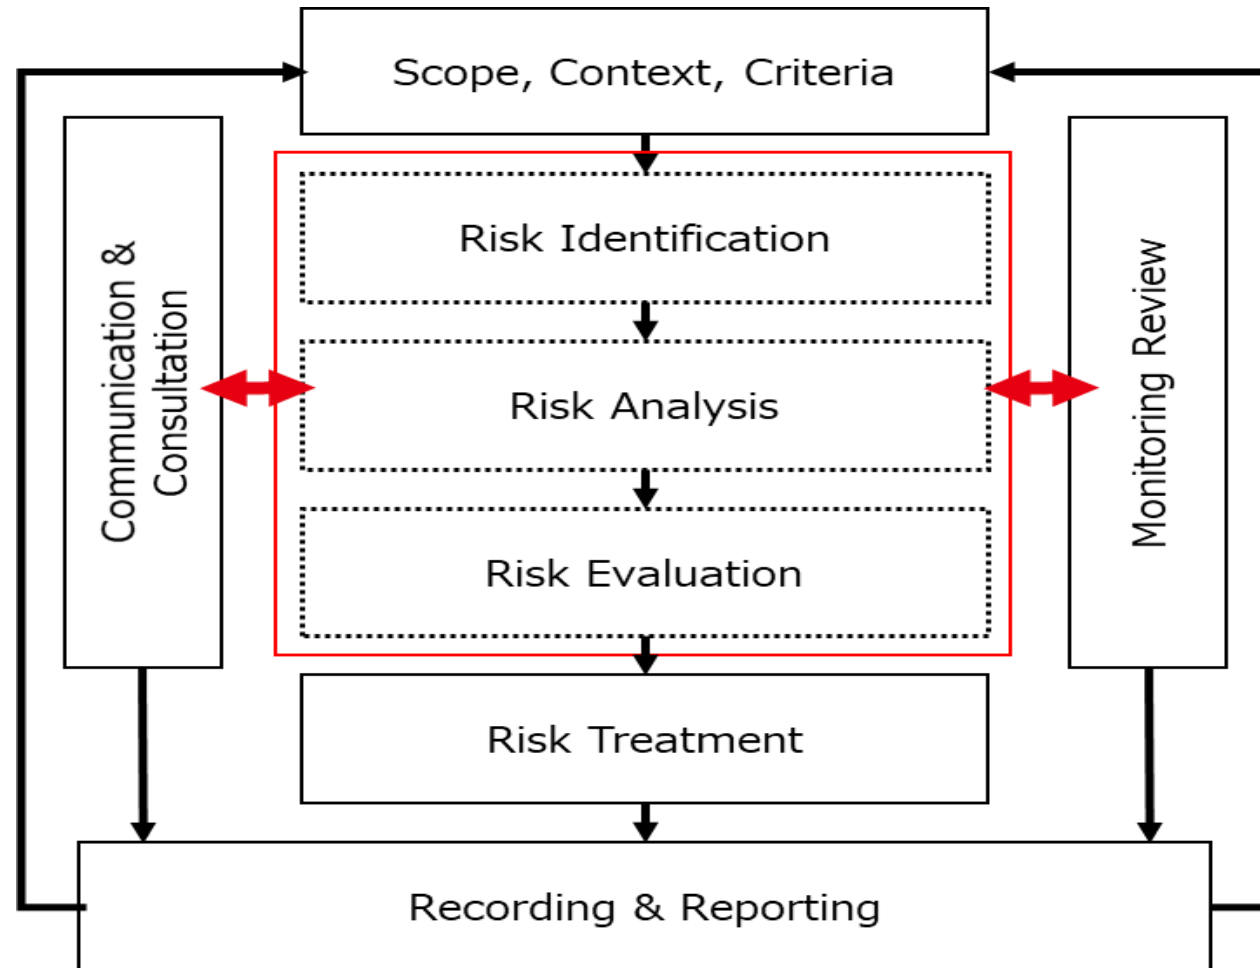 Scope, Context, Criteria
Communication &
Consultation
Risk Identification
Risk Analysis
Risk Evaluation
Monitoring Review
Risk Treatment
Recording & Reporting